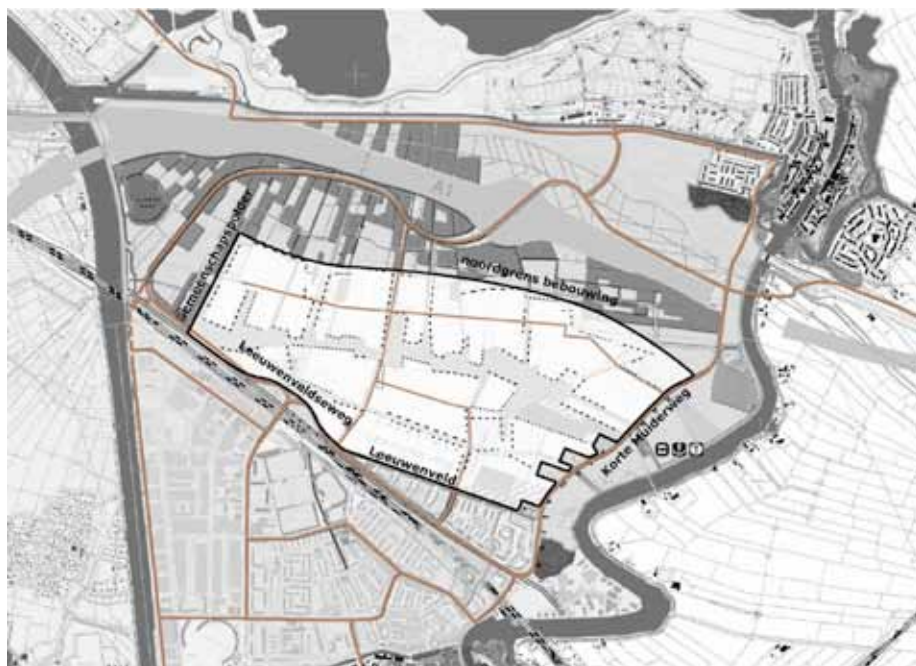 A1
Gemeenschapspolder
noordgrens bebouwing
Leeuwenveldseweg
Korte Muiderweg
Leeuwenveld